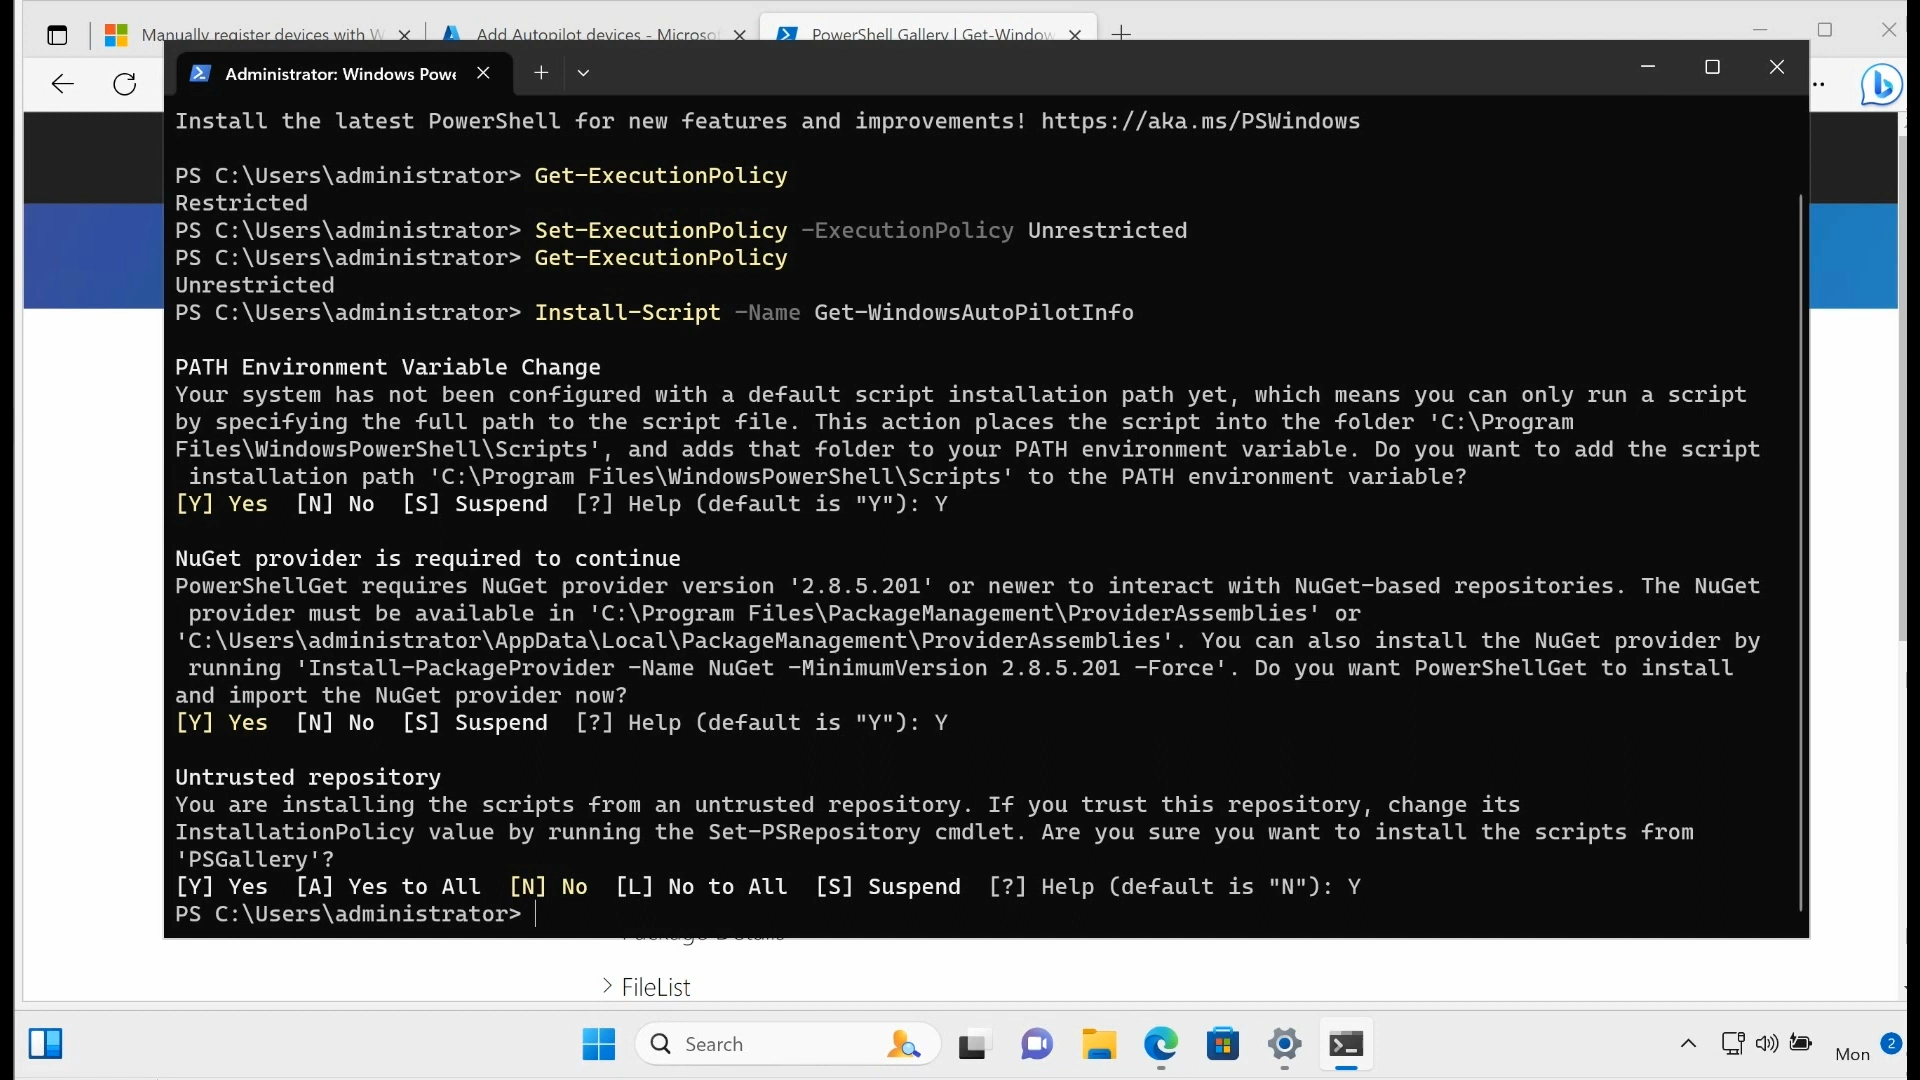 Manually register devices with W
Add Autopilot devices - Microsof
PowerShell Gallery | Get-Window
Administrator: Windows Powe
Install the latest PowerShell for new features and improvements! https://aka.ms/PSWindows
PS C:\Users\administrator> Get-ExecutionPolicy
Restricted
PS C:\Users\administrator> Set-ExecutionPolicy -ExecutionPolicy Unrestricted
PS C:\Users\administrator> Get-ExecutionPolicy
Unrestricted
PS C:\Users\administrator> Install-Script -Name Get-WindowsAutoPilotInfo
PATH Environment Variable Change
Your system has not been configured with a default script installation path yet, which means you can only run a script
by specifying the full path to the script file. This action places the script into the folder 'C:\Program
Files\WindowsPowerShell\Scripts', and adds that folder to your PATH environment variable. Do you want to add the script
installation path 'C:\Program Files\WindowsPowerShell\Scripts' to the PATH environment variable?
[Y] Yes [N] No [S] Suspend [?] Help (default is "Y"): Y
NuGet provider is required to continue
PowerShellGet requires NuGet provider version '2.8.5.201' or newer to interact with NuGet-based repositories. The NuGet
provider must be available in 'C:\Program Files\PackageManagement\ProviderAssemblies' or
'C:\Users\administrator\AppData\Local\PackageManagement\ProviderAssemblies'. You can also install the NuGet provider by
running 'Install-PackageProvider -Name NuGet -MinimumVersion 2.8.5.201 -Force'. Do you want PowerShellGet to install
and import the NuGet provider now?
[Y] Yes [N] No [S] Suspend [?] Help (default is "Y"): Y
Untrusted repository
You are installing the scripts from an untrusted repository. If you trust this repository, change its
InstallationPolicy value by running the Set-PSRepository cmdlet. Are you sure you want to install the scripts from
'PSGallery'?
[Y] Yes [A] Yes to All [N] No [L] No to All [S] Suspend [?] Help (default is "N"): Y
PS C:\Users\administrator>
Package Details
FileList
Search
Mon
2